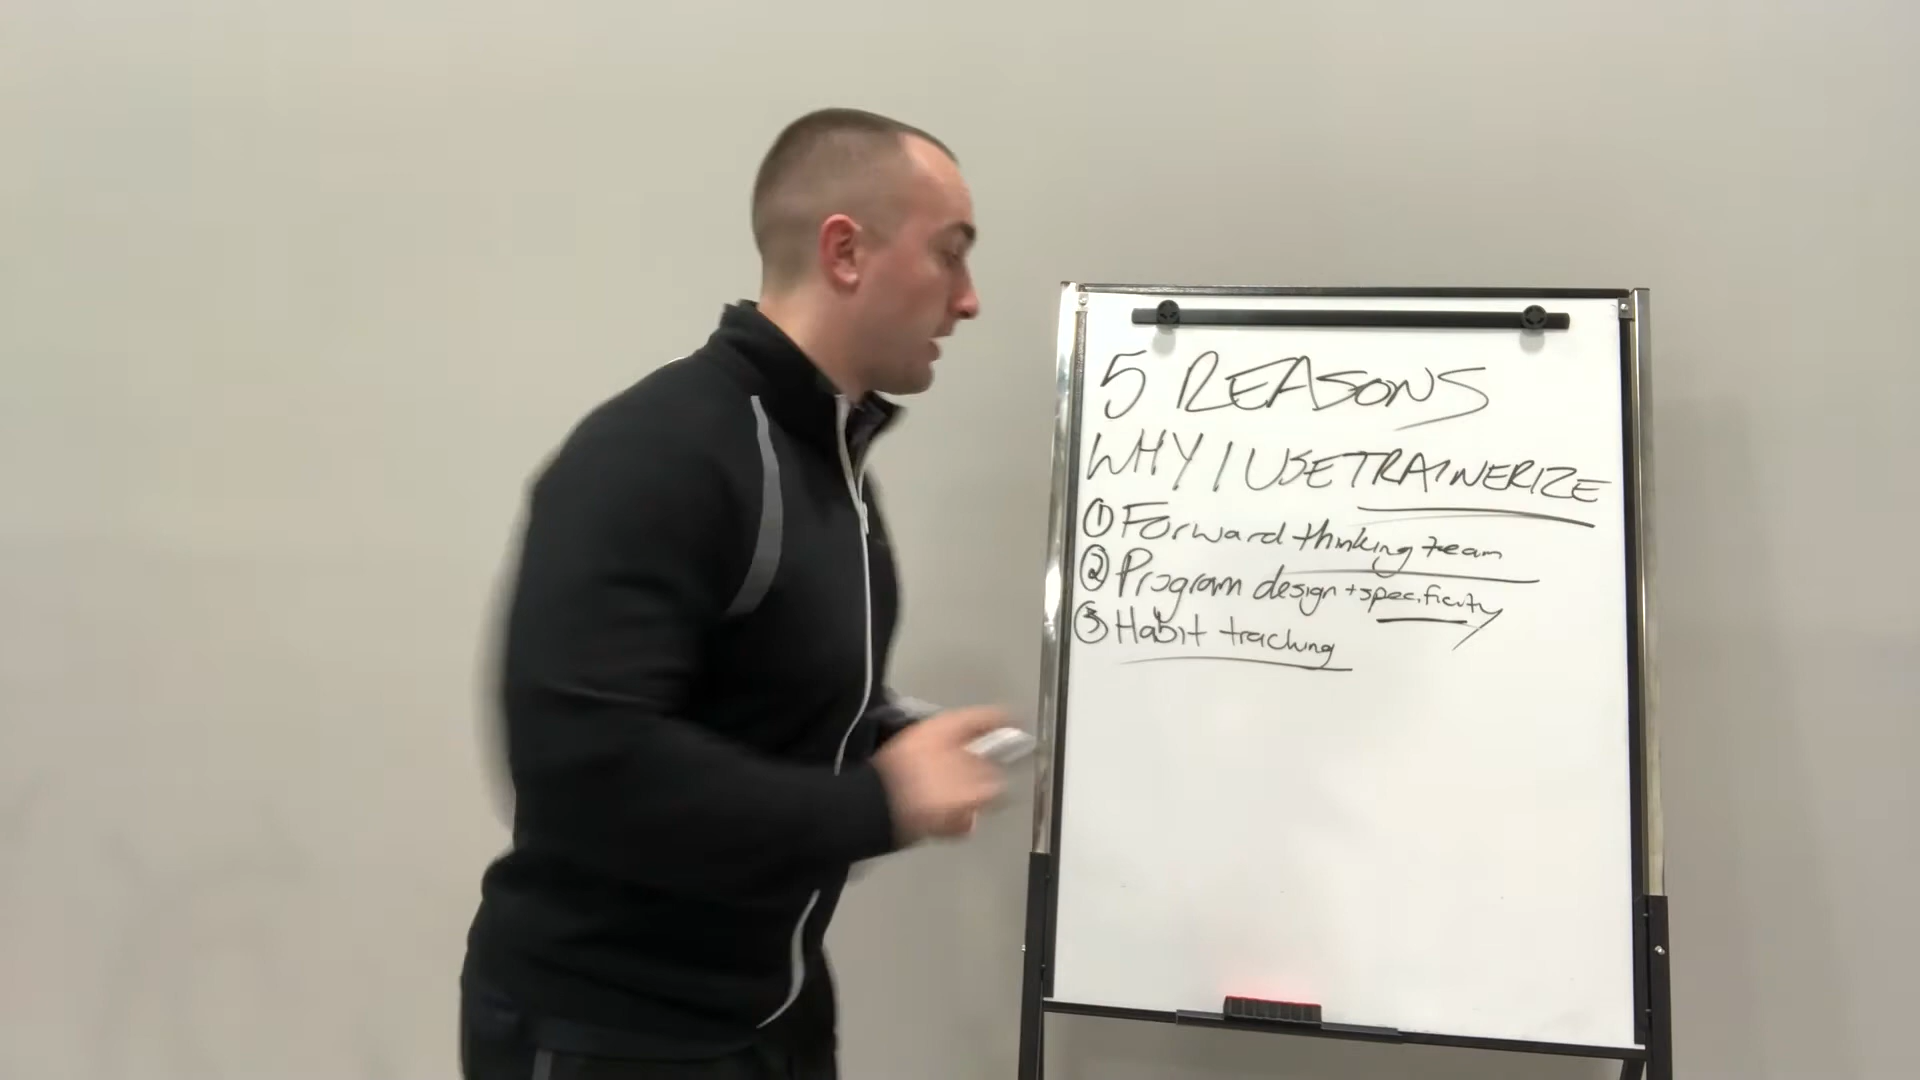 5 REASONS
WHY I USE TRAINERIZE
① Forward thinking team
② Program design + specificity
③ Habit tracking